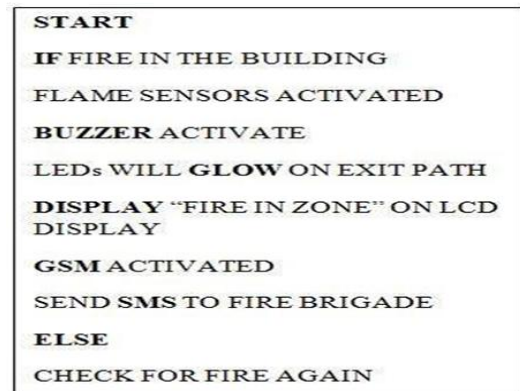 START
IF FIRE IN THE BUILDING
FLAME SENSORS ACTIVATED
BUZZER ACTIVATE
LEDs WILL GLOW ON EXIT PATH
DISPLAY “FIRE IN ZONE” ON LCD
DISPLAY
GSM ACTIVATED
SEND SMS TO FIRE BRIGADE
ELSE
CHECK FOR FIRE AGAIN